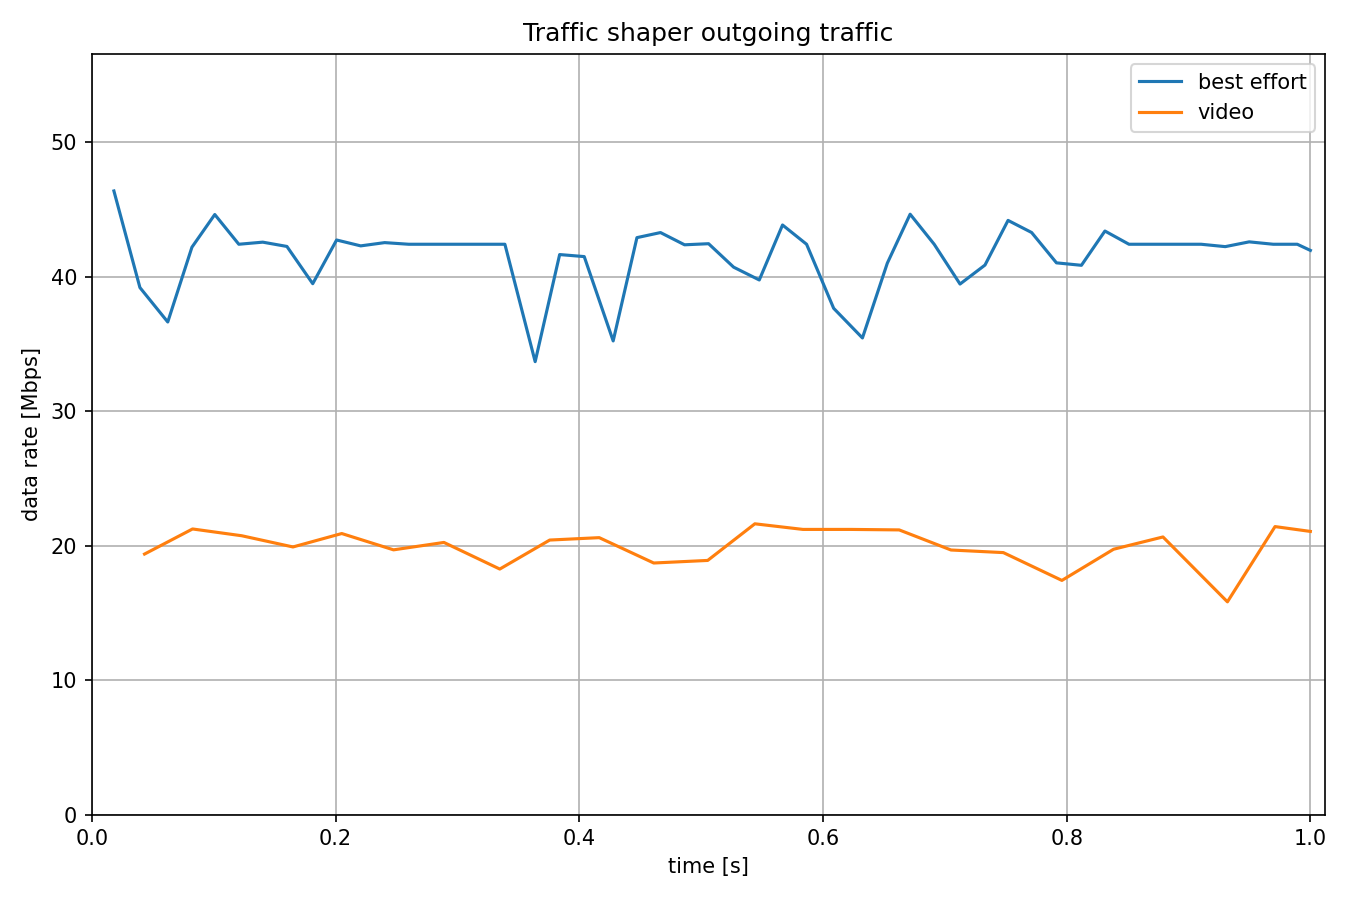 Traffic shaper outgoing traffic
best effort
video
data rate [Mbps]
50
40
30
20
10
0
0.0 0.2 0.4 0.6 0.8 1.0
time [s]